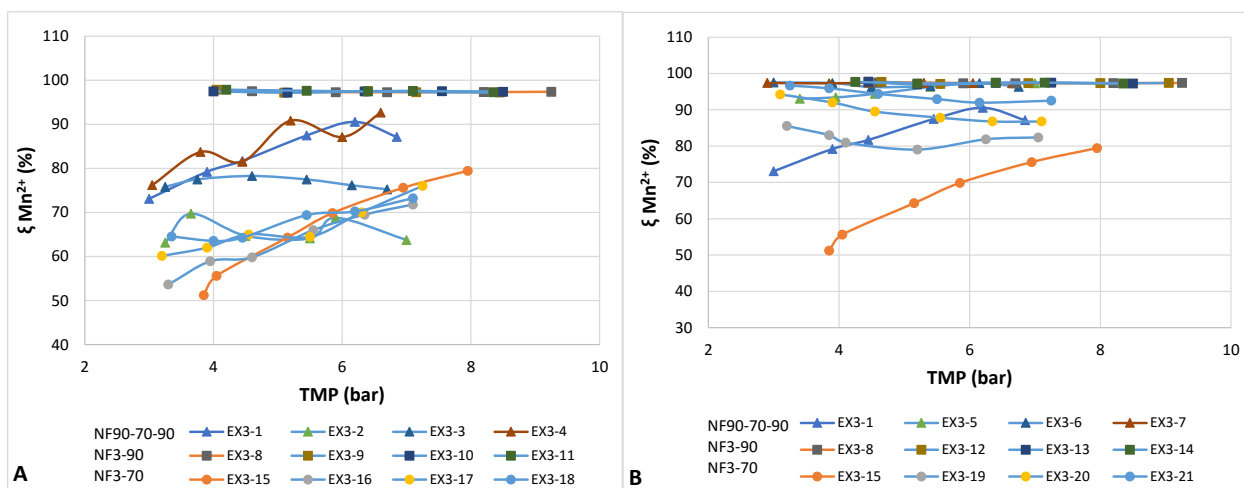 110
100
90
80
70
60
50
40
ξ Mn²⁺ (%)
2 4 6 8 10
TMP (bar)
NF90-70-90 EX3-1 EX3-2 EX3-3 EX3-4
NF3-90 EX3-8 EX3-9 EX3-10 EX3-11
NF3-70 EX3-15 EX3-16 EX3-17 EX3-18
A
110
100
90
80
70
60
50
40
30
ξ Mn²⁺ (%)
2 4 6 8 10
TMP (bar)
NF90-70-90 EX3-1 EX3-5 EX3-6 EX3-7
NF3-90 EX3-8 EX3-12 EX3-13 EX3-14
NF3-70 EX3-15 EX3-19 EX3-20 EX3-21
B